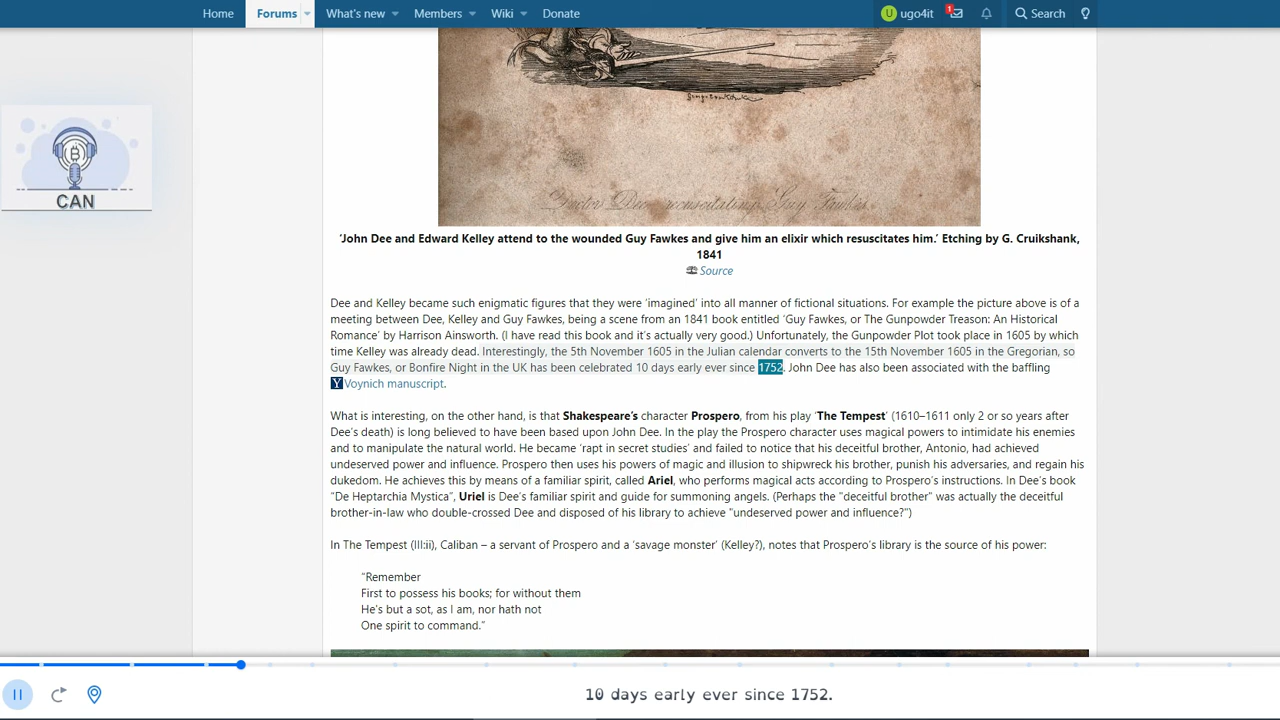 Home Forums What's new Members Wiki Donate U ugo4it 1 Search
Doctor Dee resuscitating Guy Fawkes
CAN
'John Dee and Edward Kelley attend to the wounded Guy Fawkes and give him an elixir which resuscitates him.' Etching by G. Cruikshank,
1841
Source
Dee and Kelley became such enigmatic figures that they were 'imagined' into all manner of fictional situations. For example the picture above is of a
meeting between Dee, Kelley and Guy Fawkes, being a scene from an 1841 book entitled 'Guy Fawkes, or The Gunpowder Treason: An Historical
Romance' by Harrison Ainsworth. (I have read this book and it's actually very good.) Unfortunately, the Gunpowder Plot took place in 1605 by which
time Kelley was already dead. Interestingly, the 5th November 1605 in the Julian calendar converts to the 15th November 1605 in the Gregorian, so
Guy Fawkes, or Bonfire Night in the UK has been celebrated 10 days early ever since 1752. John Dee has also been associated with the baffling
Y Voynich manuscript.
What is interesting, on the other hand, is that Shakespeare's character Prospero, from his play 'The Tempest' (1610–1611 only 2 or so years after
Dee's death) is long believed to have been based upon John Dee. In the play the Prospero character uses magical powers to intimidate his enemies
and to manipulate the natural world. He became 'rapt in secret studies' and failed to notice that his deceitful brother, Antonio, had achieved
undeserved power and influence. Prospero then uses his powers of magic and illusion to shipwreck his brother, punish his adversaries, and regain his
dukedom. He achieves this by means of a familiar spirit, called Ariel, who performs magical acts according to Prospero's instructions. In Dee's book
"De Heptarchia Mystica", Uriel is Dee's familiar spirit and guide for summoning angels. (Perhaps the "deceitful brother" was actually the deceitful
brother-in-law who double-crossed Dee and disposed of his library to achieve "undeserved power and influence?")
In The Tempest (III:ii), Caliban – a servant of Prospero and a 'savage monster' (Kelley?), notes that Prospero's library is the source of his power:
"Remember
First to possess his books; for without them
He's but a sot, as I am, nor hath not
One spirit to command."
10 days early ever since 1752.